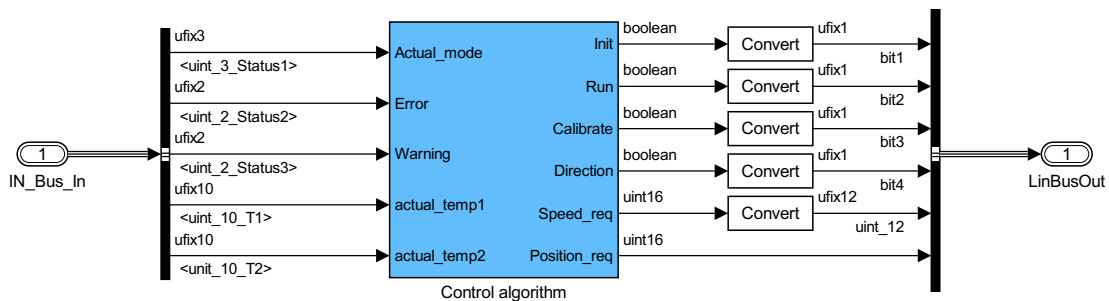 1
IN_Bus_In
ufix3
<uint_3_Status1>
ufix2
<uint_2_Status2>
ufix2
<uint_2_Status3>
ufix10
<uint_10_T1>
ufix10
<unit_10_T2>
Actual_mode
Error
Warning
actual_temp1
actual_temp2
Init
Run
Calibrate
Direction
Speed_req
Position_req
Control algorithm
boolean
Convert
ufix1
bit1
boolean
Convert
ufix1
bit2
boolean
Convert
ufix1
bit3
boolean
Convert
ufix1
bit4
uint16
Convert
ufix12
uint_12
uint16
1
LinBusOut